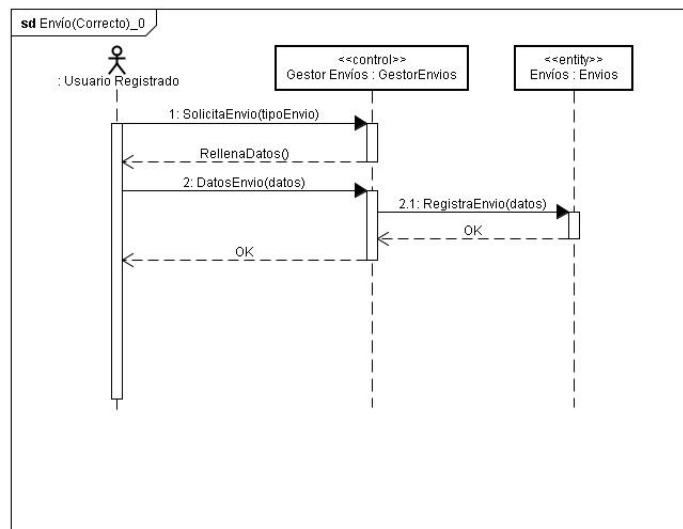 sd Envío(Correcto)_0
: Usuario Registrado
<<control>>
Gestor Envíos : GestorEnvios
<<entity>>
Envíos : Envios
1: SolicitaEnvio(tipoEnvio)
RellenaDatos()
2: DatosEnvio(datos)
2.1: RegistraEnvio(datos)
OK
OK